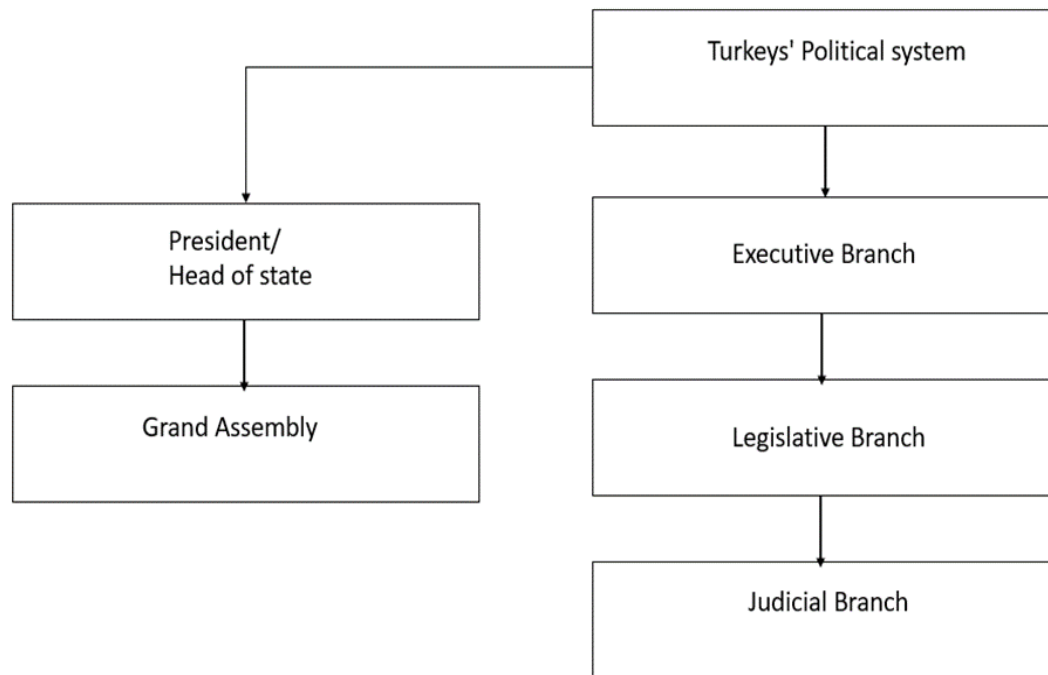 Turkeys' Political system
President/
Head of state
Executive Branch
Grand Assembly
Legislative Branch
Judicial Branch